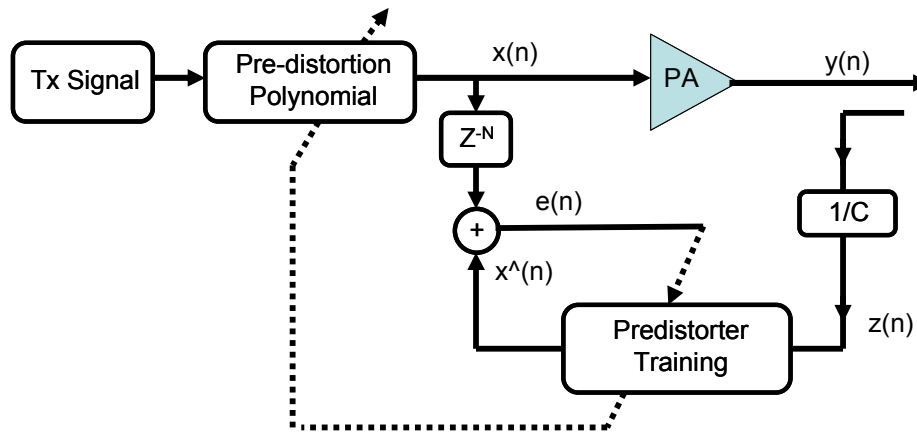 Tx Signal
Pre-distortion
Polynomial
x(n)
PA
y(n)
Z-N
+
e(n)
x^(n)
1/C
z(n)
Predistorter
Training